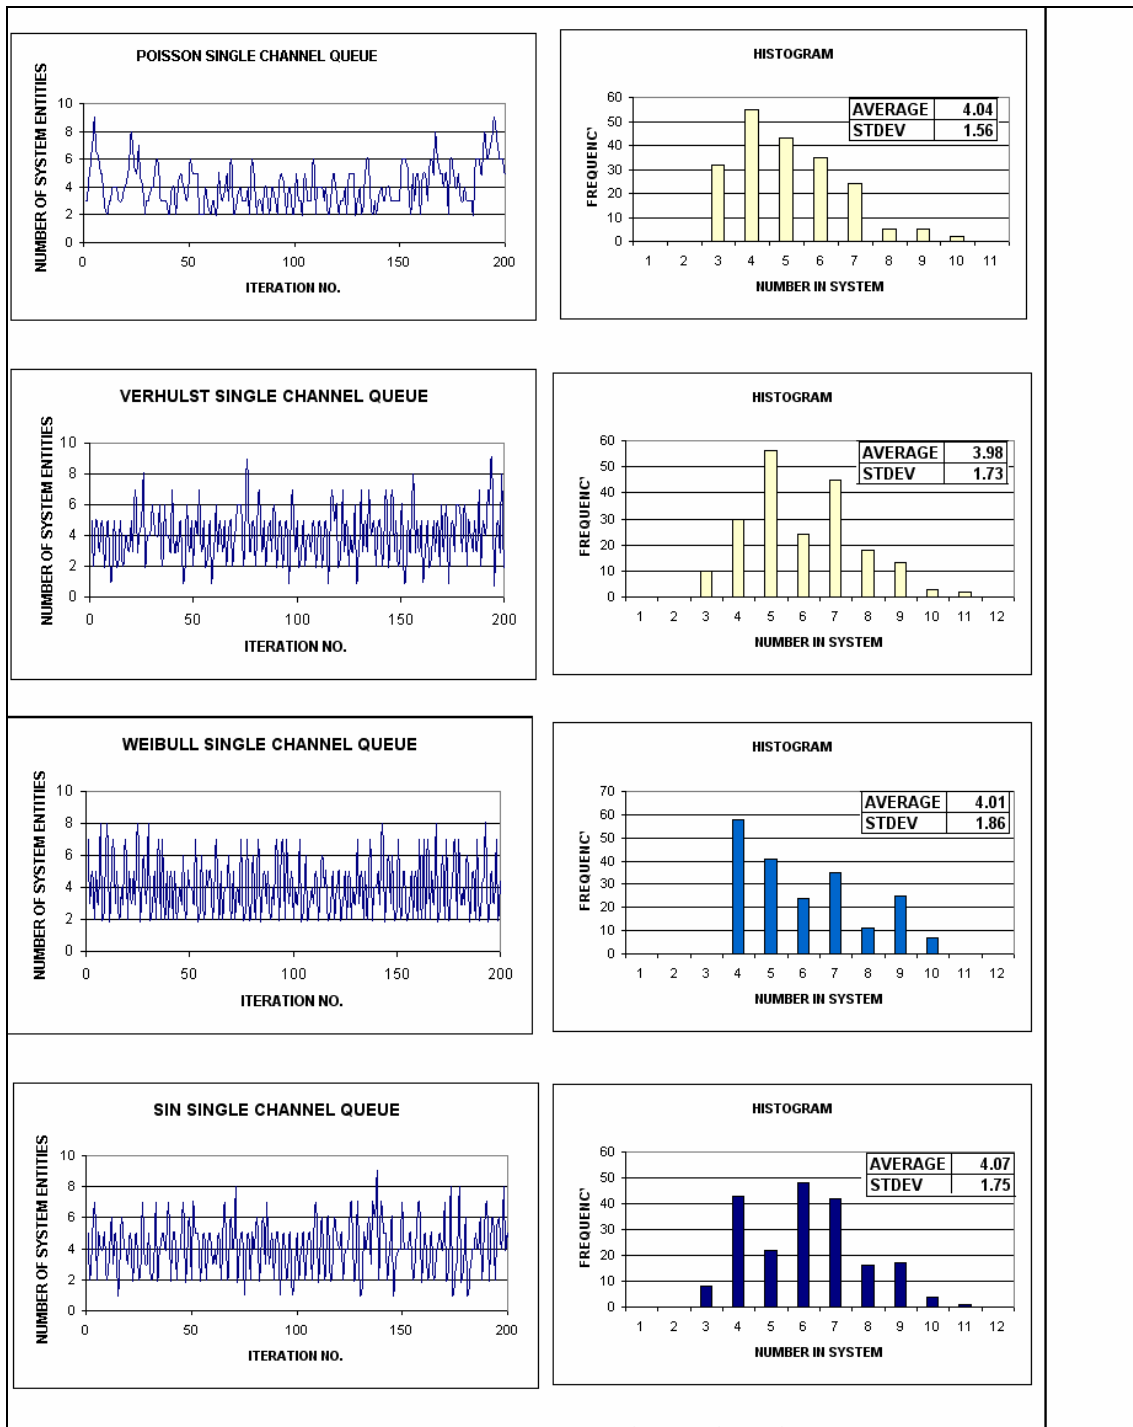 POISSON SINGLE CHANNEL QUEUE
NUMBER OF SYSTEM ENTITIES
10
8
6
4
2
0
0 50 100 150 200
ITERATION NO.
HISTOGRAM
AVERAGE 4.04
STDEV 1.56
FREQUENC'
60
50
40
30
20
10
0
1 2 3 4 5 6 7 8 9 10 11
NUMBER IN SYSTEM
VERHULST SINGLE CHANNEL QUEUE
NUMBER OF SYSTEM ENTITIES
10
8
6
4
2
0
0 50 100 150 200
ITERATION NO.
HISTOGRAM
AVERAGE 3.98
STDEV 1.73
FREQUENC'
60
50
40
30
20
10
0
1 2 3 4 5 6 7 8 9 10 11 12
NUMBER IN SYSTEM
WEIBULL SINGLE CHANNEL QUEUE
NUMBER OF SYSTEM ENTITIES
10
8
6
4
2
0
0 50 100 150 200
ITERATION NO.
HISTOGRAM
AVERAGE 4.01
STDEV 1.86
FREQUENC'
70
60
50
40
30
20
10
0
1 2 3 4 5 6 7 8 9 10 11 12
NUMBER IN SYSTEM
SIN SINGLE CHANNEL QUEUE
NUMBER OF SYSTEM ENTITIES
10
8
6
4
2
0
0 50 100 150 200
ITERATION NO.
HISTOGRAM
AVERAGE 4.07
STDEV 1.75
FREQUENC'
60
50
40
30
20
10
0
1 2 3 4 5 6 7 8 9 10 11 12
NUMBER IN SYSTEM